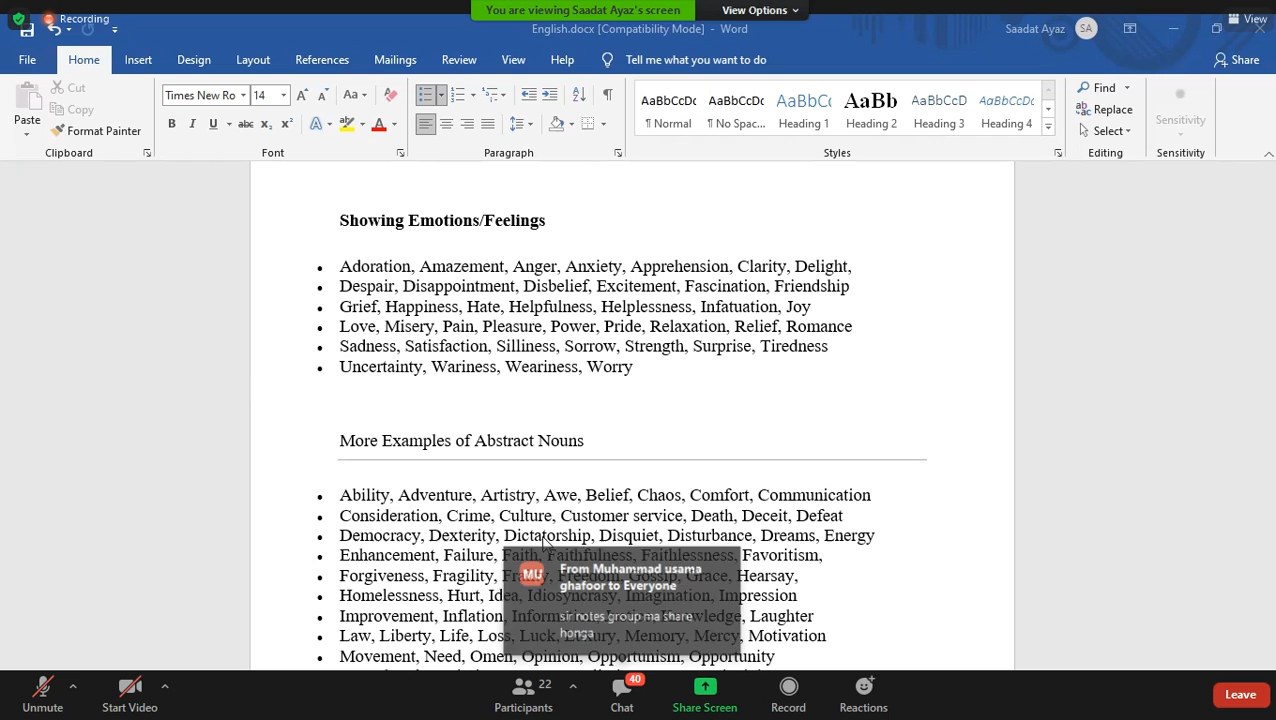 Recording
You are viewing Saadat Ayaz's screen
View Options
View
English.docx [Compatibility Mode] - Word
Saadat Ayaz
SA
File
Home
Insert
Design
Layout
References
Mailings
Review
View
Help
Tell me what you want to do
Share
Paste
Cut
Copy
Format Painter
Clipboard
Times New Ro
14
Font
Paragraph
AaBbCcDc
¶ Normal
AaBbCcDc
¶ No Spac...
AaBbCc
Heading 1
AaBb
Heading 2
AaBbCcD
Heading 3
AaBbCcD
Heading 4
Styles
Find
Replace
Select
Editing
Sensitivity
Sensitivity
Showing Emotions/Feelings
• Adoration, Amazement, Anger, Anxiety, Apprehension, Clarity, Delight,
• Despair, Disappointment, Disbelief, Excitement, Fascination, Friendship
• Grief, Happiness, Hate, Helpfulness, Helplessness, Infatuation, Joy
• Love, Misery, Pain, Pleasure, Power, Pride, Relaxation, Relief, Romance
• Sadness, Satisfaction, Silliness, Sorrow, Strength, Surprise, Tiredness
• Uncertainty, Wariness, Weariness, Worry
More Examples of Abstract Nouns
• Ability, Adventure, Artistry, Awe, Belief, Chaos, Comfort, Communication
• Consideration, Crime, Culture, Customer service, Death, Deceit, Defeat
• Democracy, Dexterity, Dictatorship, Disquiet, Disturbance, Dreams, Energy
• Enhancement, Failure, Faith, Faithfulness, Faithlessness, Favoritism,
• Forgiveness, Fragility, Frailty, Freedom, Gossip, Grace, Hearsay,
• Homelessness, Hurt, Idea, Idiosyncrasy, Imagination, Impression
• Improvement, Inflation, Knowledge, Laughter
• Law, Liberty, Life, Loss, Luck, Luxury, Memory, Mercy, Motivation
• Movement, Need, Omen, Opinion, Opportunism, Opportunity
MU
From Muhammad usama
ghafoor to Everyone
sir notes group ma share
honga
Unmute
Start Video
22
Participants
40
Chat
Share Screen
Record
Reactions
Leave